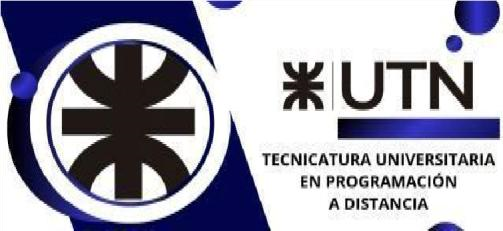 UTN
TECNICATURA UNIVERSITARIA
EN PROGRAMACIÓN
A DISTANCIA